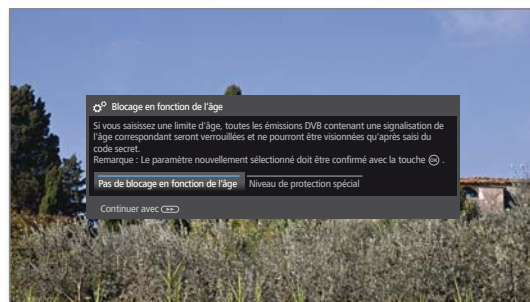 Blocage en fonction de l'âge
Si vous saisissez une limite d'âge, toutes les émissions DVB contenant une signalisation de
l'âge correspondant seront verrouillées et ne pourront être visionnées qu'après saisi du
code secret.
Remarque : Le paramètre nouvellement sélectionné doit être confirmé avec la touche OK .
Pas de blocage en fonction de l'âge Niveau de protection spécial
Continuer avec